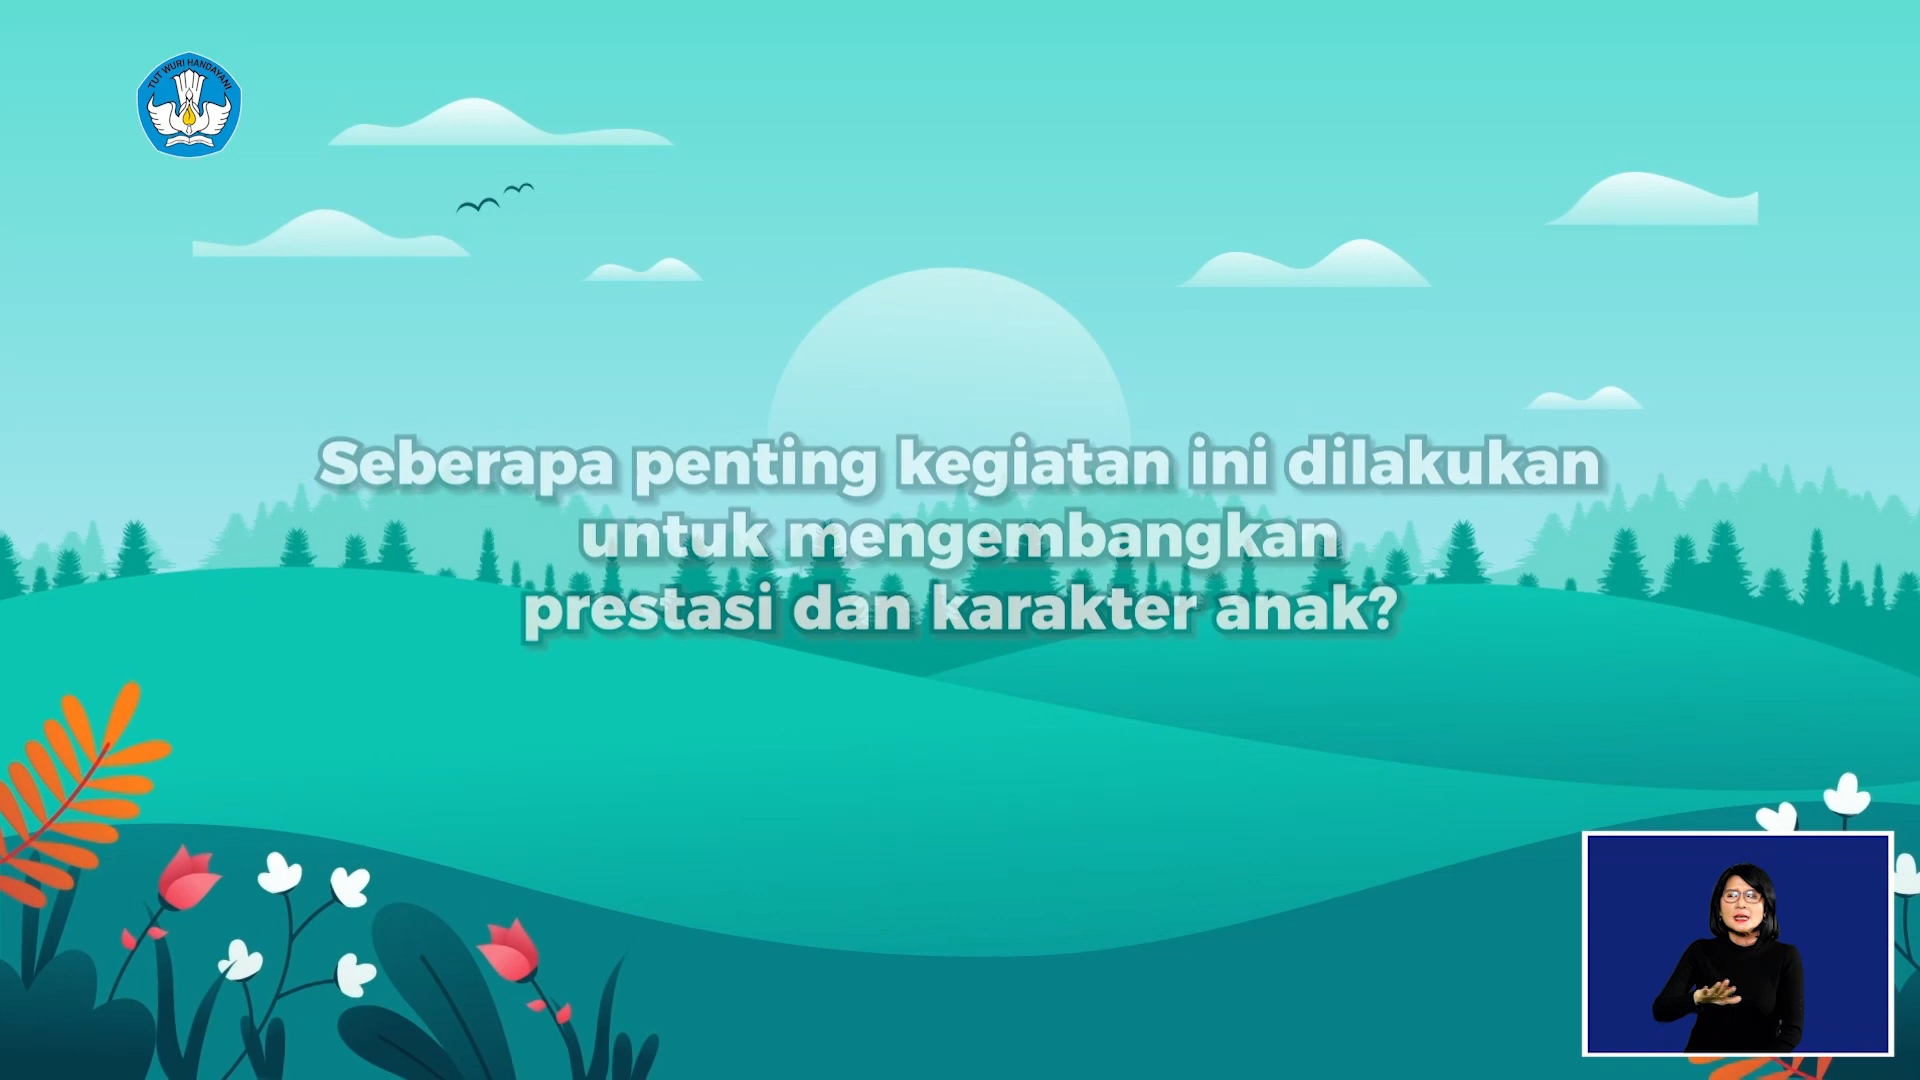 TUT WURI HANDAYANI
Seberapa penting kegiatan ini dilakukan
untuk mengembangkan
prestasi dan karakter anak?